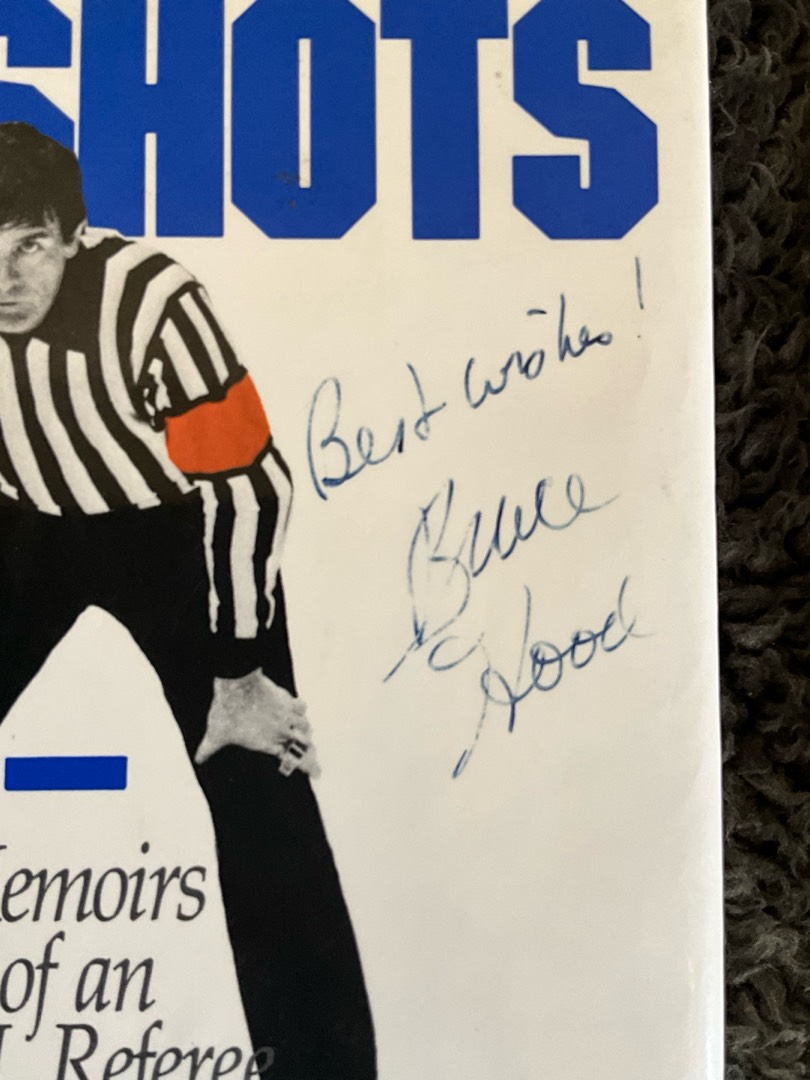 SHOTS
Best wishes!
Bruce
Hood
emoirs
of an
L Referee